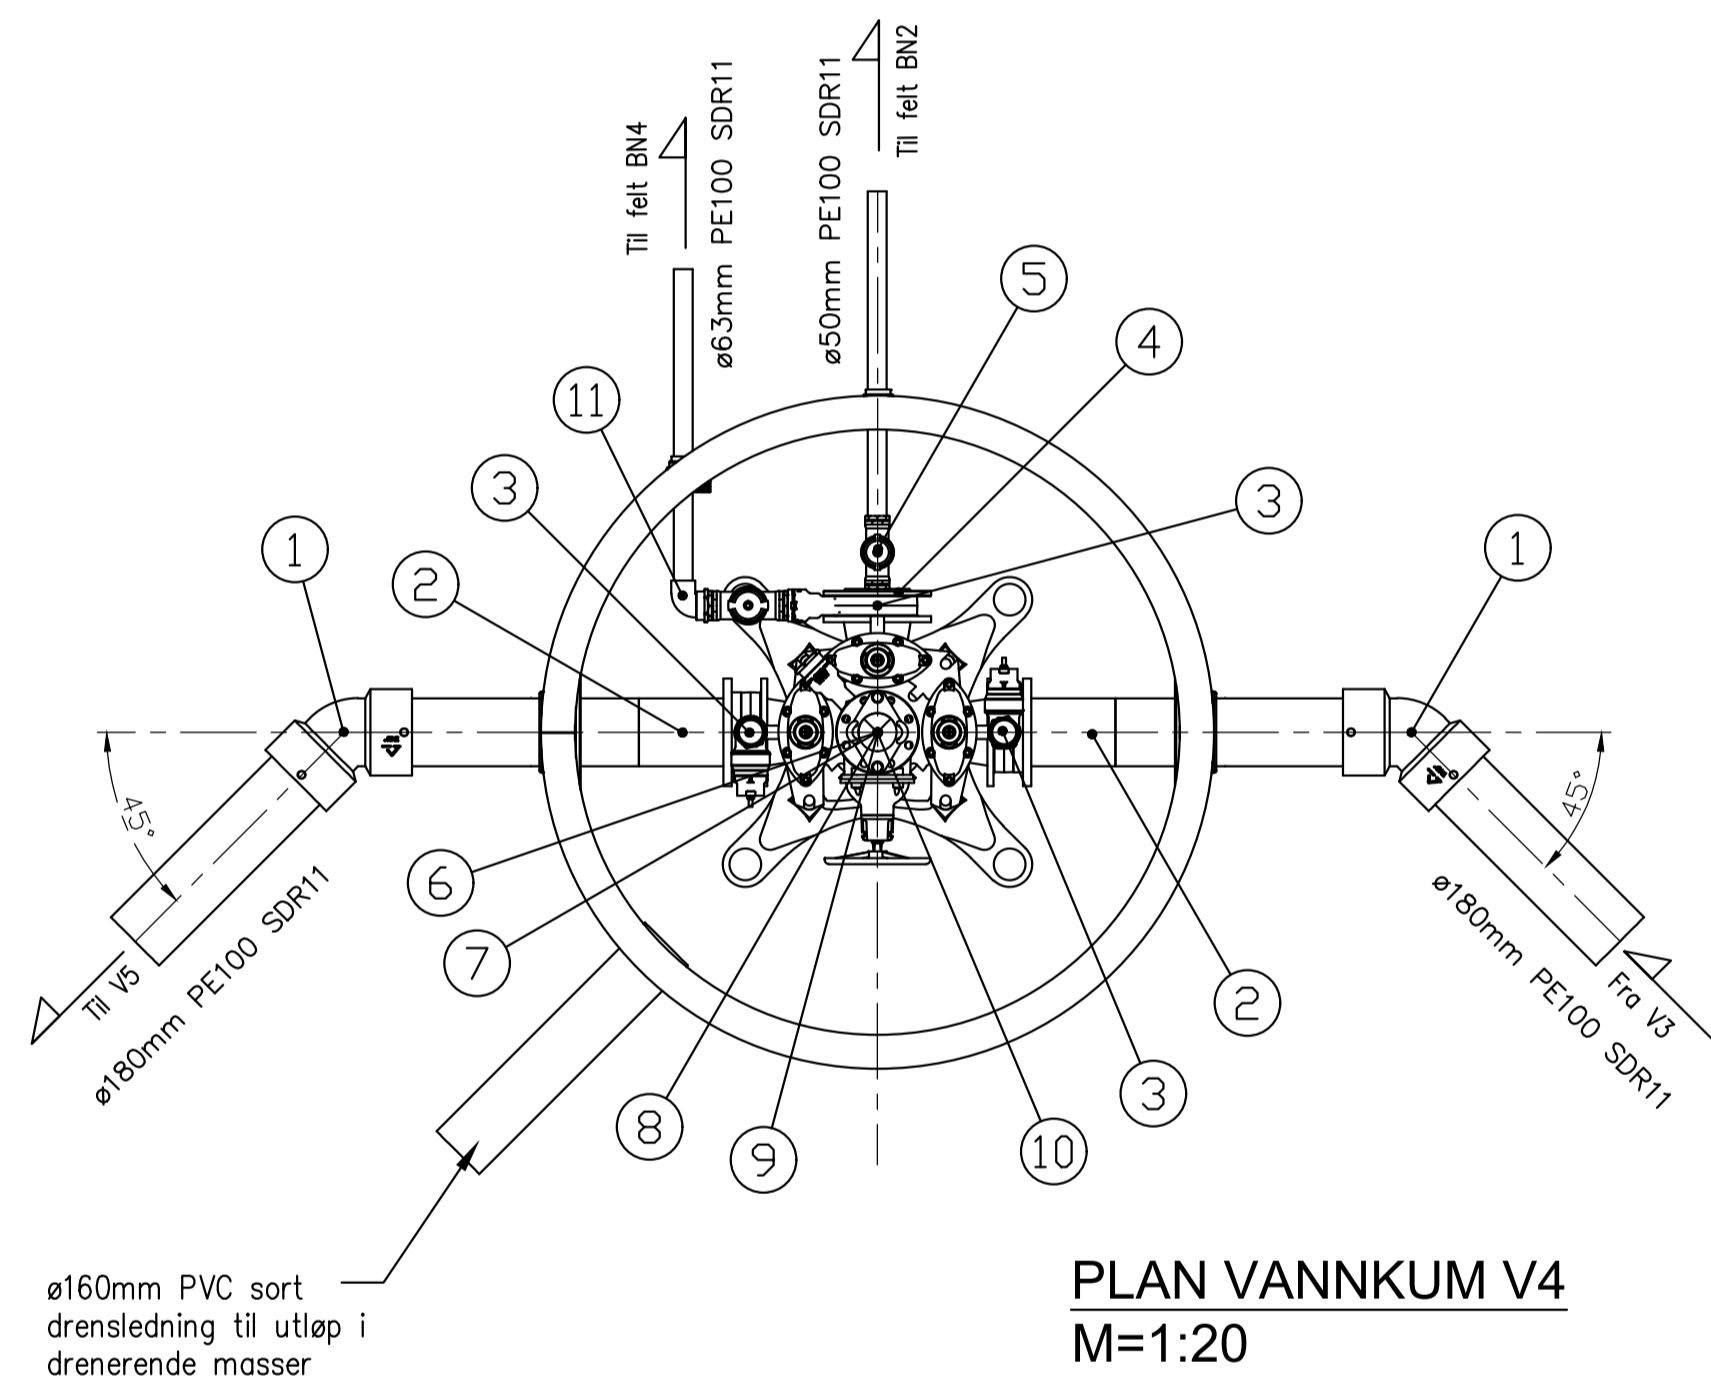 Til felt BN4
ø63mm PE100 SDR11
ø50mm PE100 SDR11
Til felt BN2
5
4
11
3
3
1
2
1
45°
45°
6
7
2
3
8
9
10
Til V5
ø180mm PE100 SDR11
Fra V3
ø180mm PE100 SDR11
ø160mm PVC sort
drensledning til utløp i
drenerende masser
PLAN VANNKUM V4
M=1:20